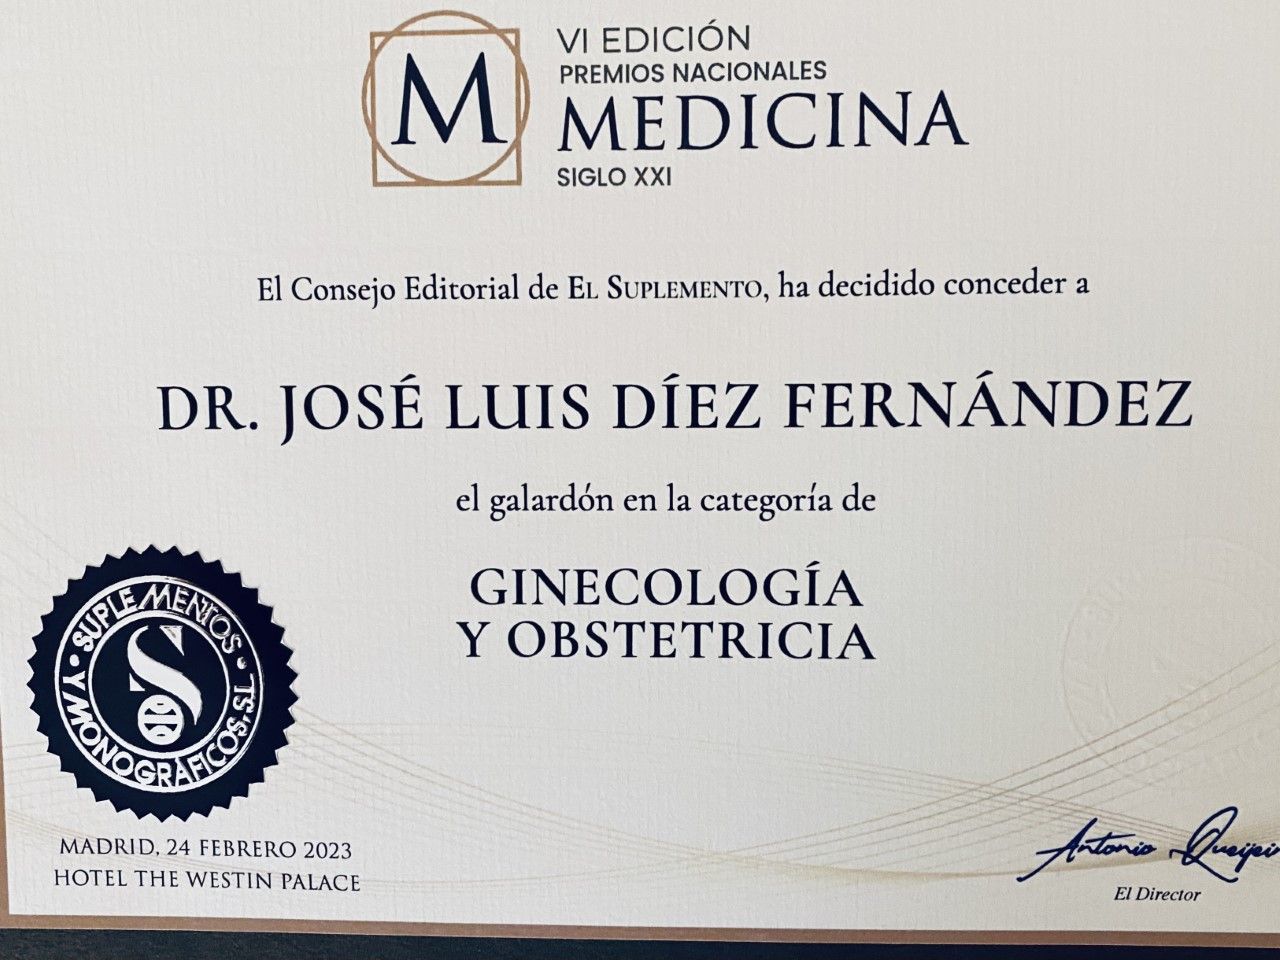 M
VI EDICIÓN
PREMIOS NACIONALES
MEDICINA
SIGLO XXI
El Consejo Editorial de EL SUPLEMENTO, ha decidido conceder a
DR. JOSÉ LUIS DÍEZ FERNÁNDEZ
el galardón en la categoría de
GINECOLOGÍA
Y OBSTETRICIA
SUPLEMENTOS
Y MONOGRÁFICOS, ST
S
MADRID, 24 FEBRERO 2023
HOTEL THE WESTIN PALACE
Antonio
El Director